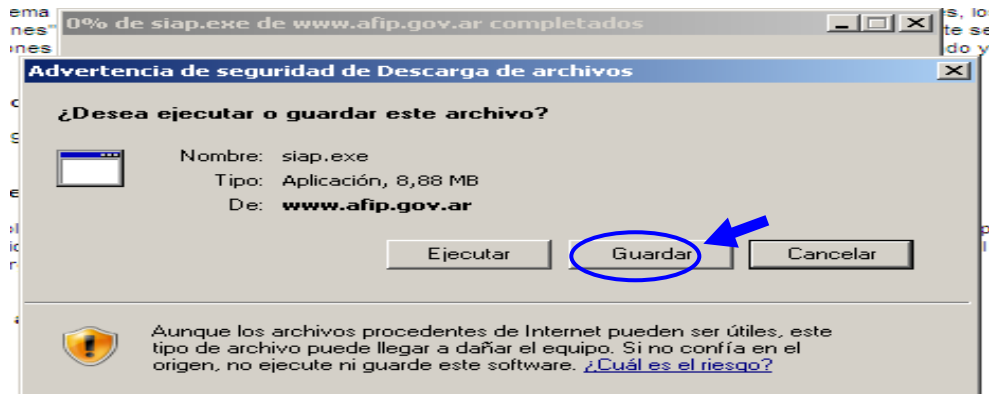 0% de siap.exe de www.afip.gov.ar completados
Advertencia de seguridad de Descarga de archivos
¿Desea ejecutar o guardar este archivo?
Nombre: siap.exe
Tipo: Aplicación, 8,88 MB
De: www.afip.gov.ar
Ejecutar Guardar Cancelar
Aunque los archivos procedentes de Internet pueden ser útiles, este
tipo de archivo puede llegar a dañar el equipo. Si no confía en el
origen, no ejecute ni guarde este software. ¿Cuál es el riesgo?